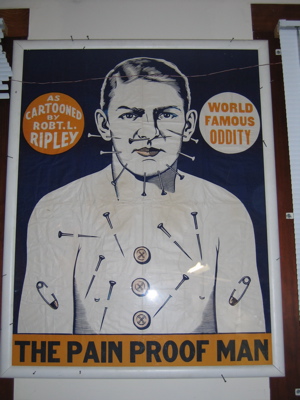 AS
CARTOONED
BY
ROBT. L.
RIPLEY
WORLD
FAMOUS
ODDITY
THE PAIN PROOF MAN